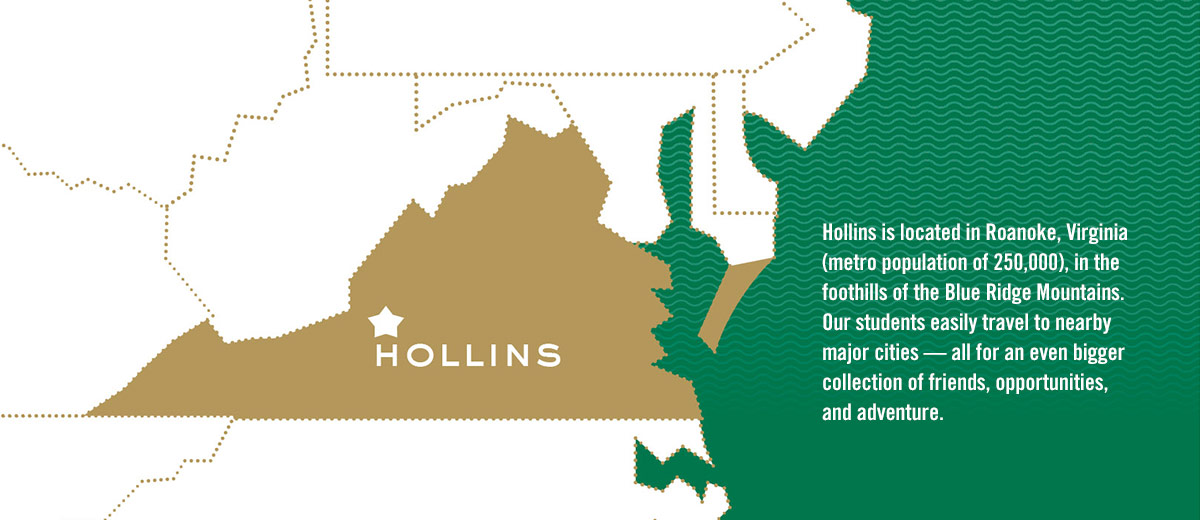 HOLLINS
Hollins is located in Roanoke, Virginia
(metro population of 250,000), in the
foothills of the Blue Ridge Mountains.
Our students easily travel to nearby
major cities — all for an even bigger
collection of friends, opportunities,
and adventure.